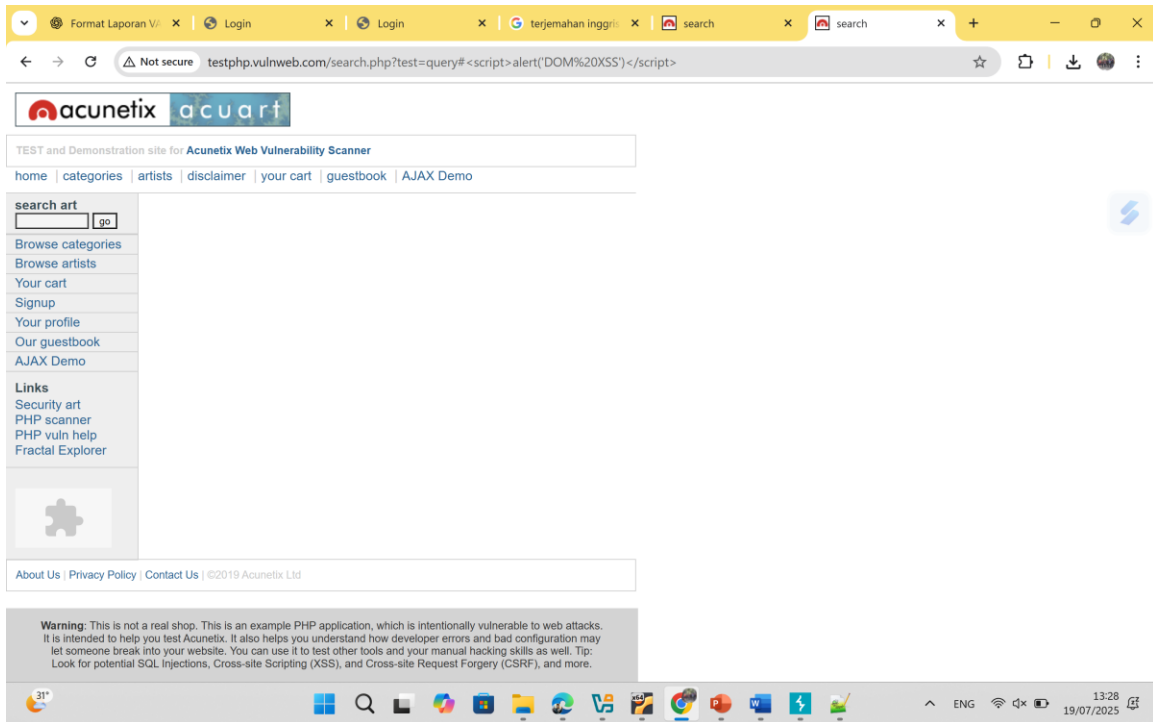 Format Laporan VA
Login
Login
terjemahan inggris
search
search
Not secure
testphp.vulnweb.com/search.php?test=query#<script>alert('DOM%20XSS')</script>
acunetix acuart
TEST and Demonstration site for Acunetix Web Vulnerability Scanner
home | categories | artists | disclaimer | your cart | guestbook | AJAX Demo
search art
go
Browse categories
Browse artists
Your cart
Signup
Your profile
Our guestbook
AJAX Demo
Links
Security art
PHP scanner
PHP vuln help
Fractal Explorer
About Us | Privacy Policy | Contact Us | ©2019 Acunetix Ltd
Warning: This is not a real shop. This is an example PHP application, which is intentionally vulnerable to web attacks.
It is intended to help you test Acunetix. It also helps you understand how developer errors and bad configuration may
let someone break into your website. You can use it to test other tools and your manual hacking skills as well. Tip:
Look for potential SQL Injections, Cross-site Scripting (XSS), and Cross-site Request Forgery (CSRF), and more.
31°
ENG
13:28
19/07/2025